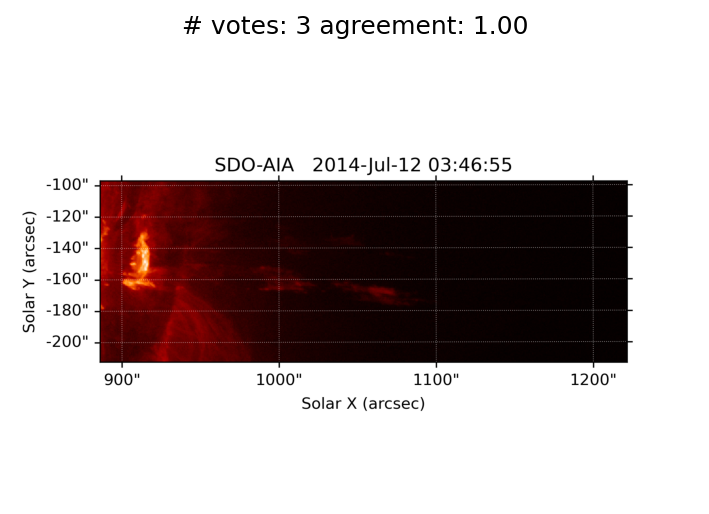 # votes: 3 agreement: 1.00
SDO-AIA 2014-Jul-12 03:46:55
-100"
-120"
-140"
-160"
-180"
-200"
Solar Y (arcsec)
900" 1000" 1100" 1200"
Solar X (arcsec)